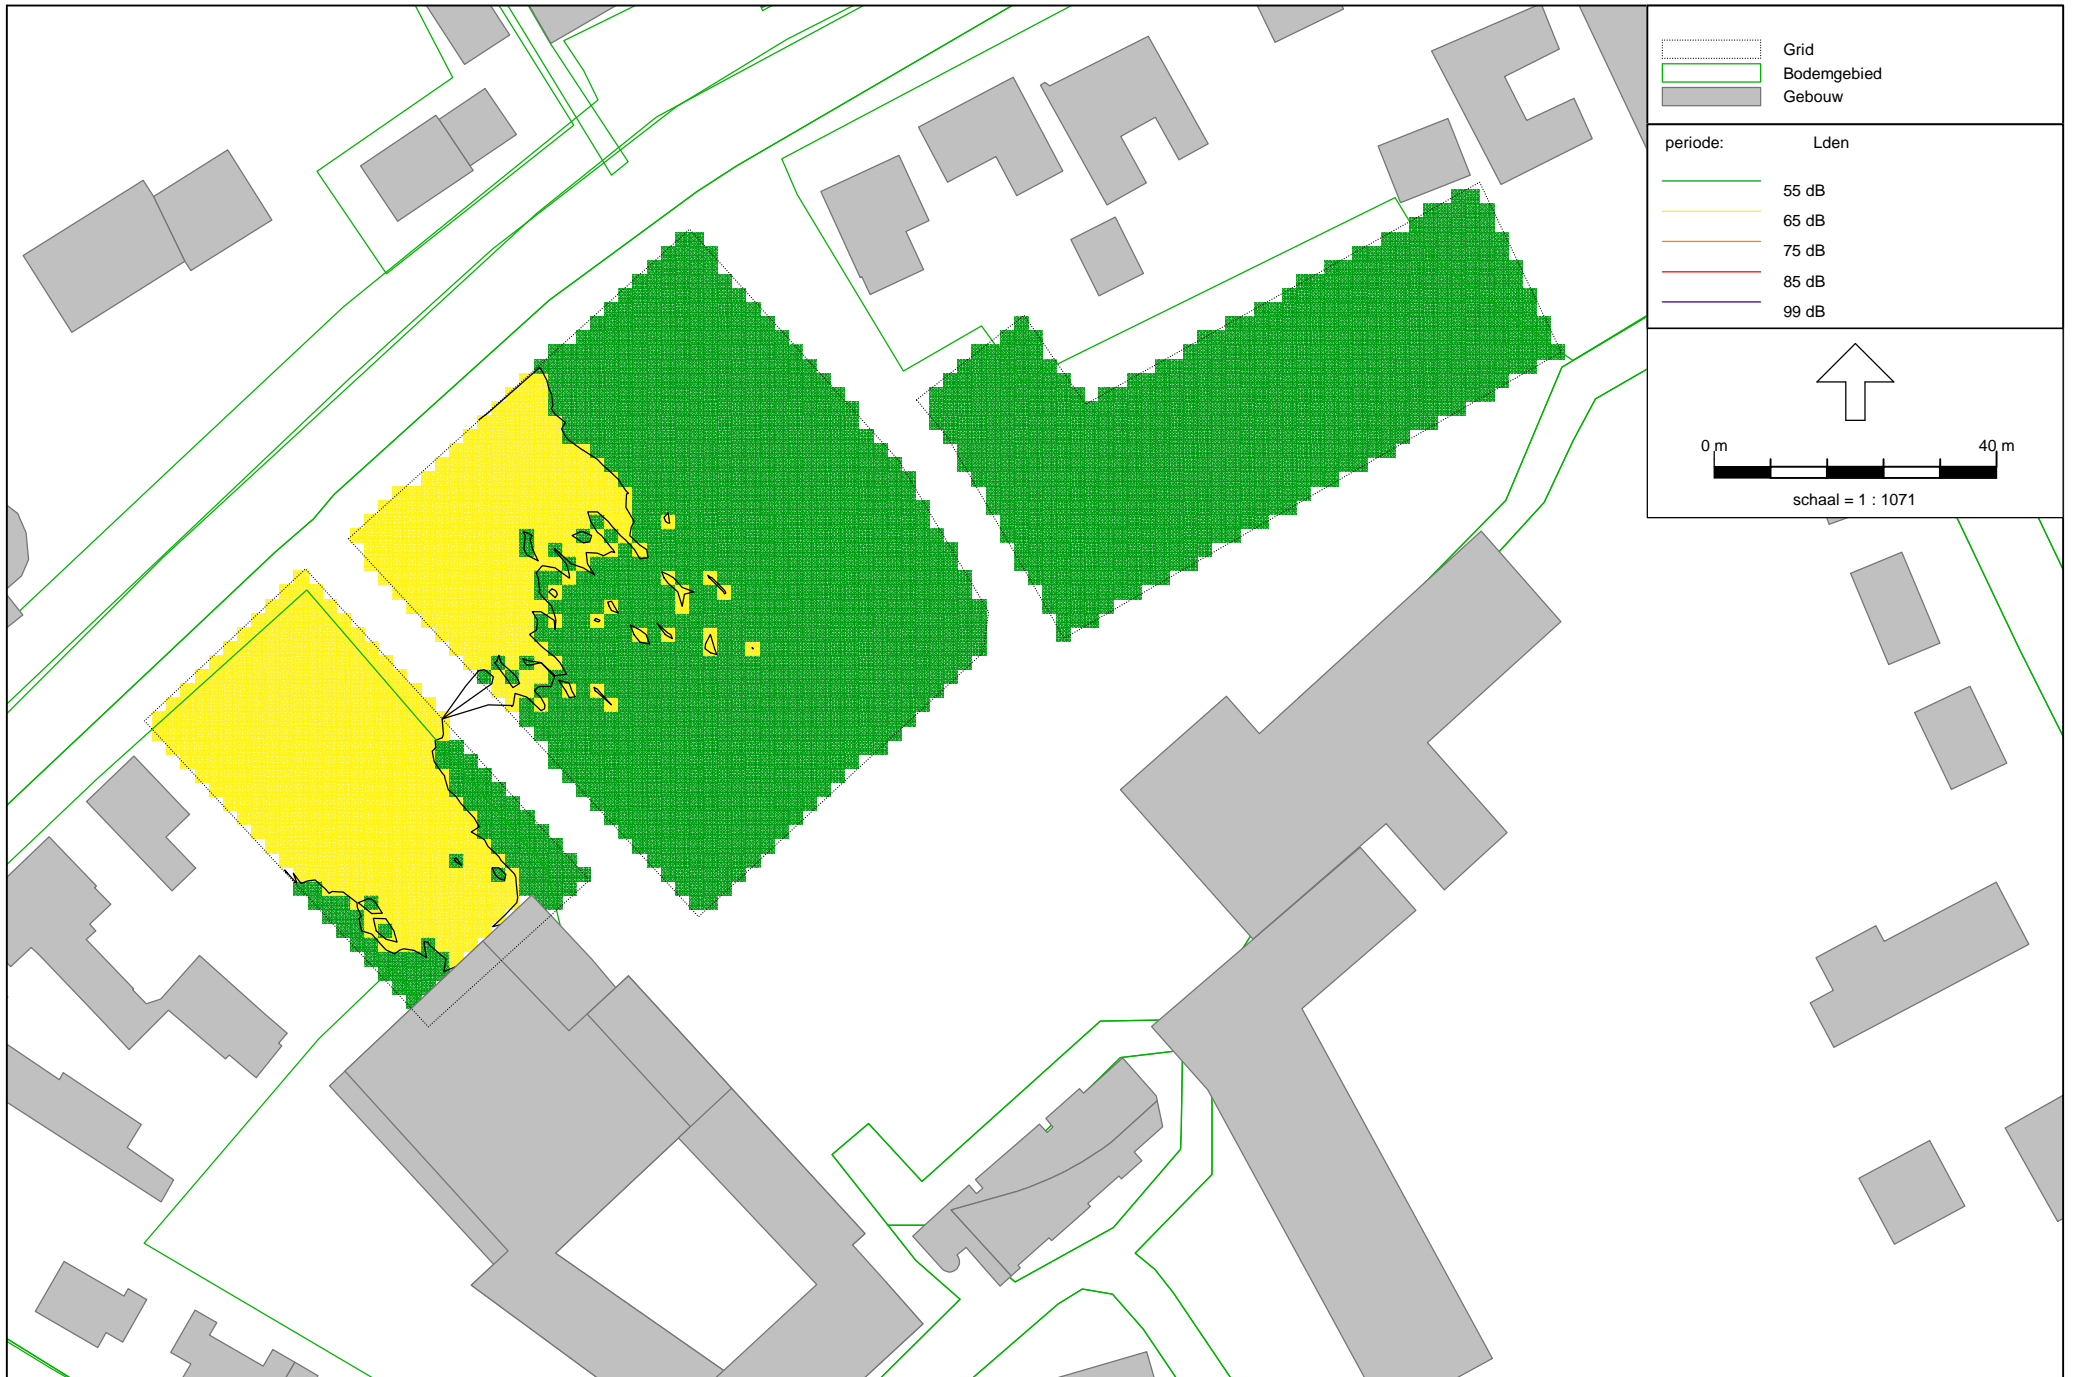 Grid
Bodemgebied
Gebouw
periode: Lden
55 dB
65 dB
75 dB
85 dB
99 dB
0 m 40 m
schaal = 1 : 1071